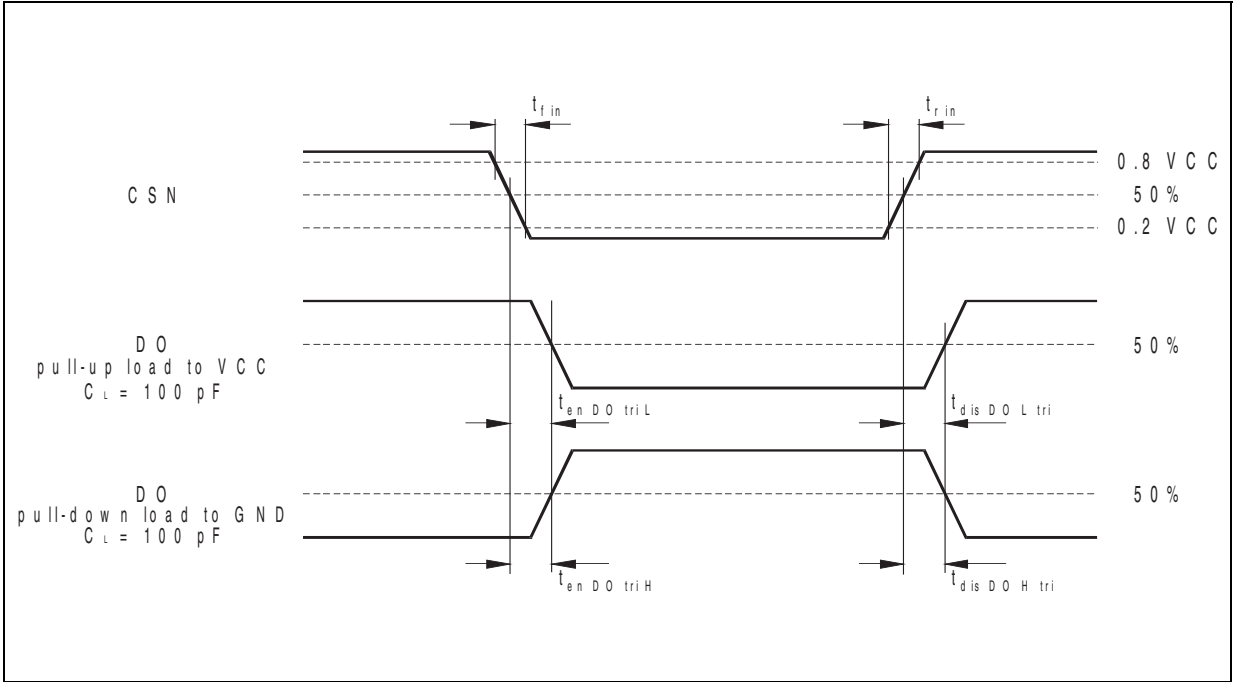 t f in
t r in
0.8 VCC
CSN
50%
0.2 VCC
DO
50%
pull-up load to VCC
C L = 100 pF
t en DO tri L
t dis DO L tri
DO
50%
pull-down load to GND
C L = 100 pF
t en DO tri H
t dis DO H tri